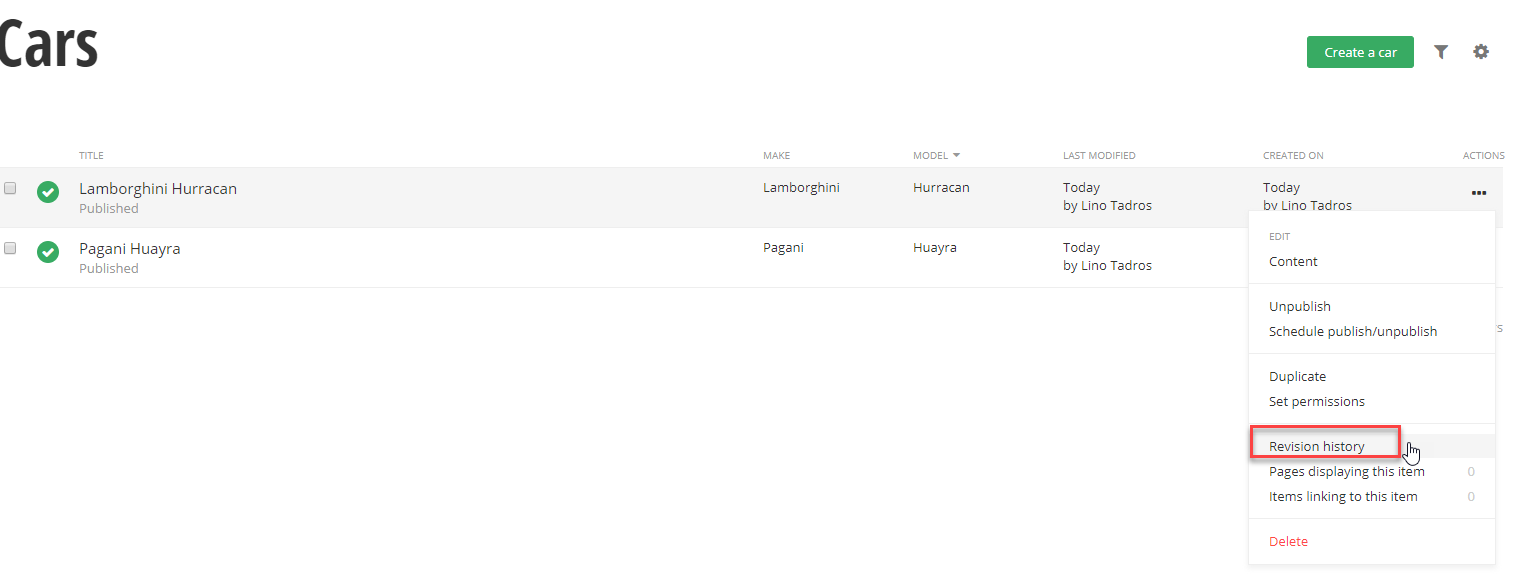 Cars
Create a car
TITLE MAKE MODEL LAST MODIFIED CREATED ON ACTIONS
Lamborghini Hurracan Lamborghini Hurracan Today Today
Published by Lino Tadros by Lino Tadros
Pagani Huayra Pagani Huayra Today
Published by Lino Tadros
EDIT
Content
Unpublish
Schedule publish/unpublish
Duplicate
Set permissions
Revision history
Pages displaying this item 0
Items linking to this item 0
Delete